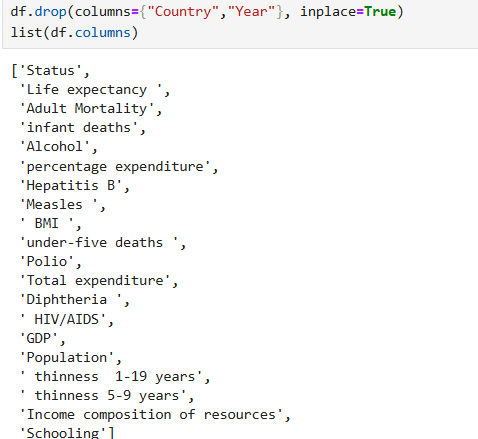 df.drop(columns={"Country","Year"}, inplace=True)
list(df.columns)
['Status',
 'Life expectancy ',
 'Adult Mortality',
 'infant deaths',
 'Alcohol',
 'percentage expenditure',
 'Hepatitis B',
 'Measles ',
 ' BMI ',
 'under-five deaths ',
 'Polio',
 'Total expenditure',
 'Diphtheria ',
 ' HIV/AIDS',
 'GDP',
 'Population',
 ' thinness  1-19 years',
 ' thinness 5-9 years',
 'Income composition of resources',
 'Schooling']